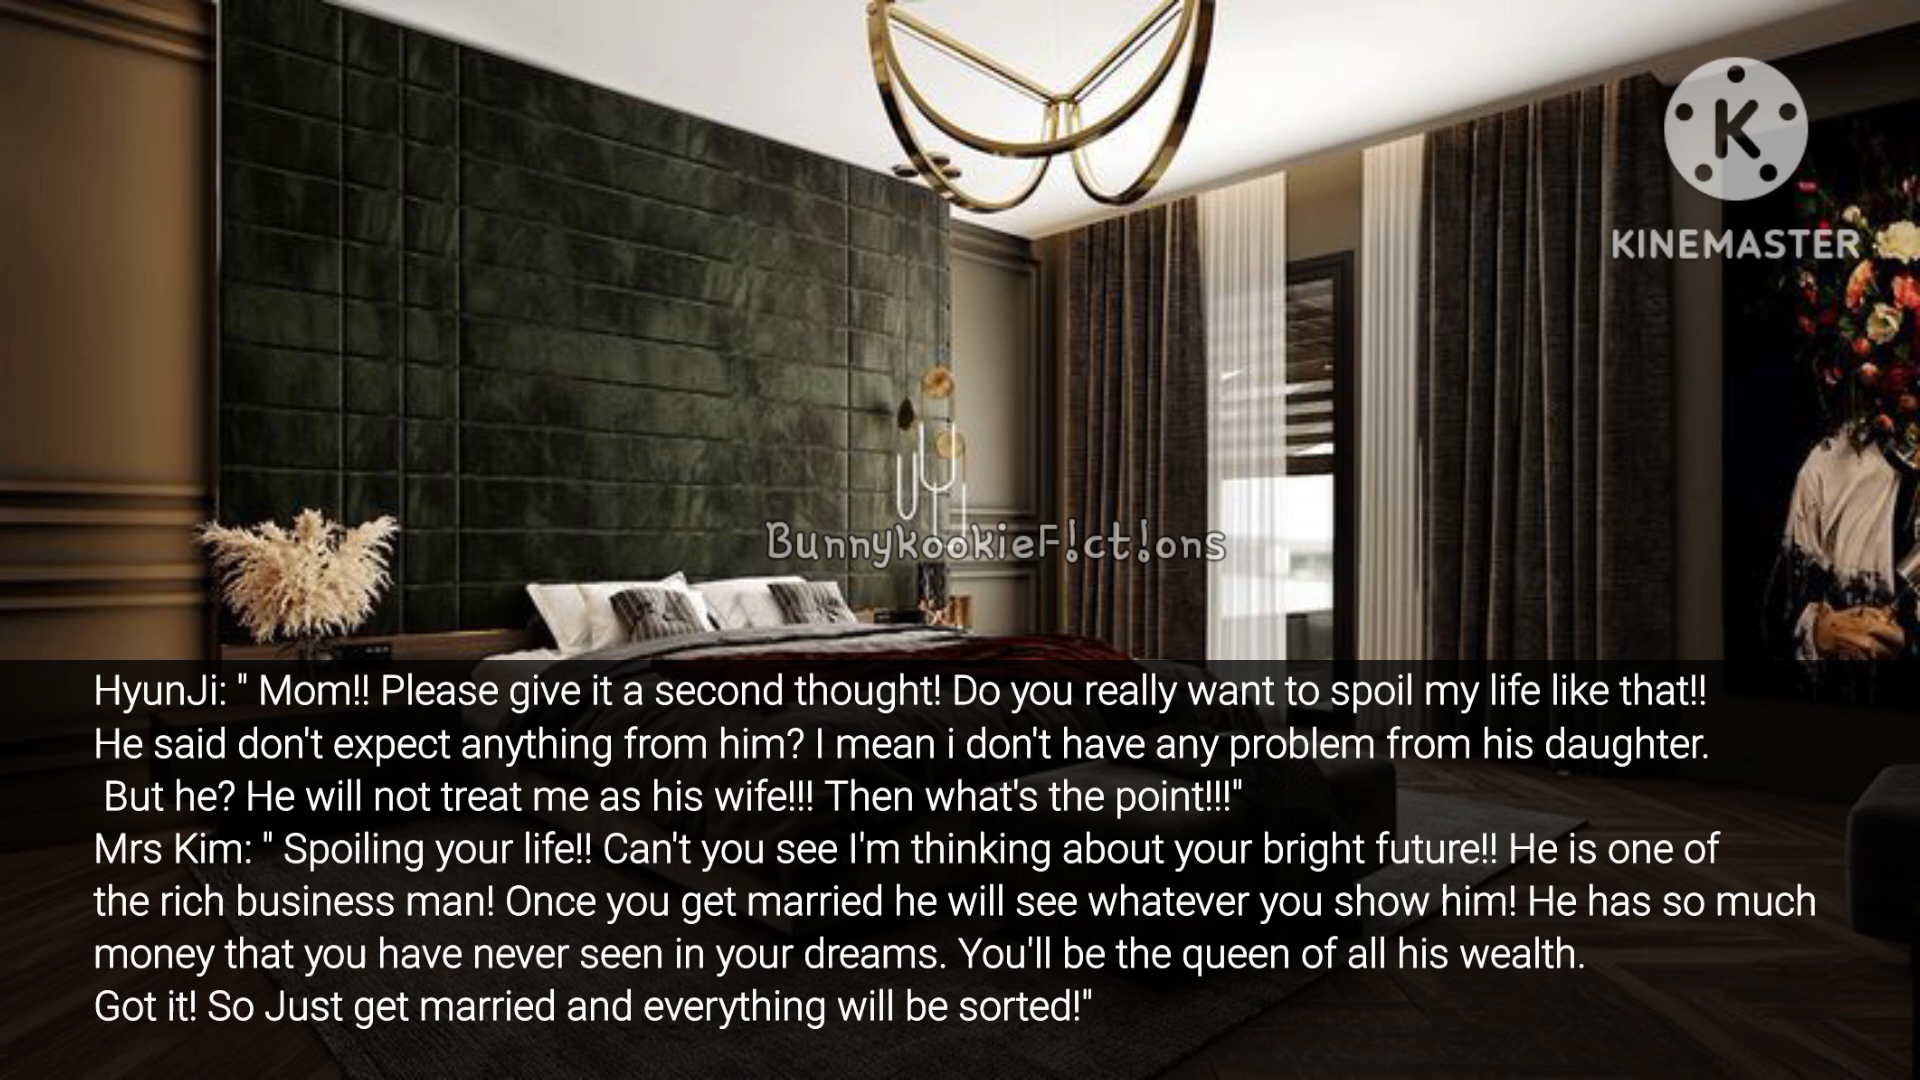 K
KINEMASTER
BunnykookieF!ct!ons
HyunJi: " Mom!! Please give it a second thought! Do you really want to spoil my life like that!!
He said don't expect anything from him? I mean i don't have any problem from his daughter.
But he? He will not treat me as his wife!!! Then what's the point!!!"
Mrs Kim: " Spoiling your life!! Can't you see I'm thinking about your bright future!! He is one of
the rich business man! Once you get married he will see whatever you show him! He has so much
money that you have never seen in your dreams. You'll be the queen of all his wealth.
Got it! So Just get married and everything will be sorted!"